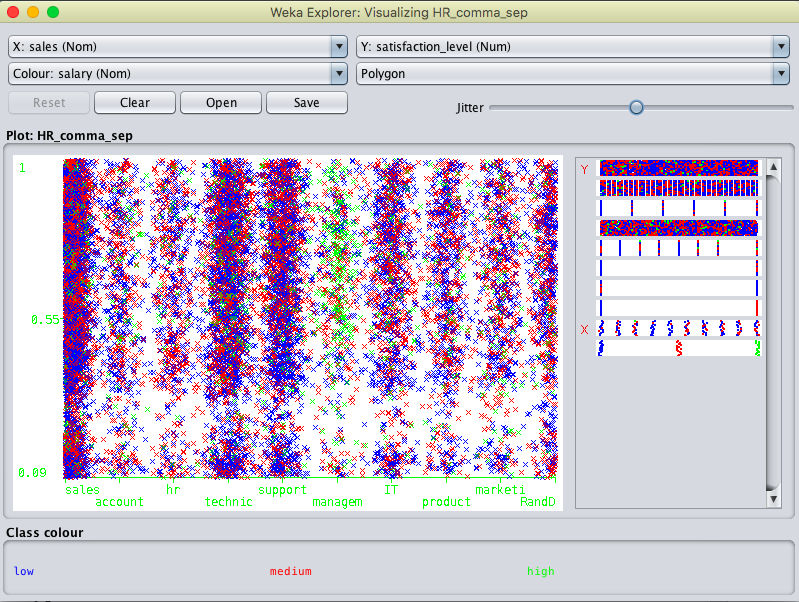 Weka Explorer: Visualizing HR_comma_sep
X: sales (Nom) Y: satisfaction_level (Num)
Colour: salary (Nom) Polygon
Reset Clear Open Save Jitter
Plot: HR_comma_sep
1
0.55
0.09
sales hr support IT marketi
account technic managem product RandD
Y
X
Class colour
low medium high